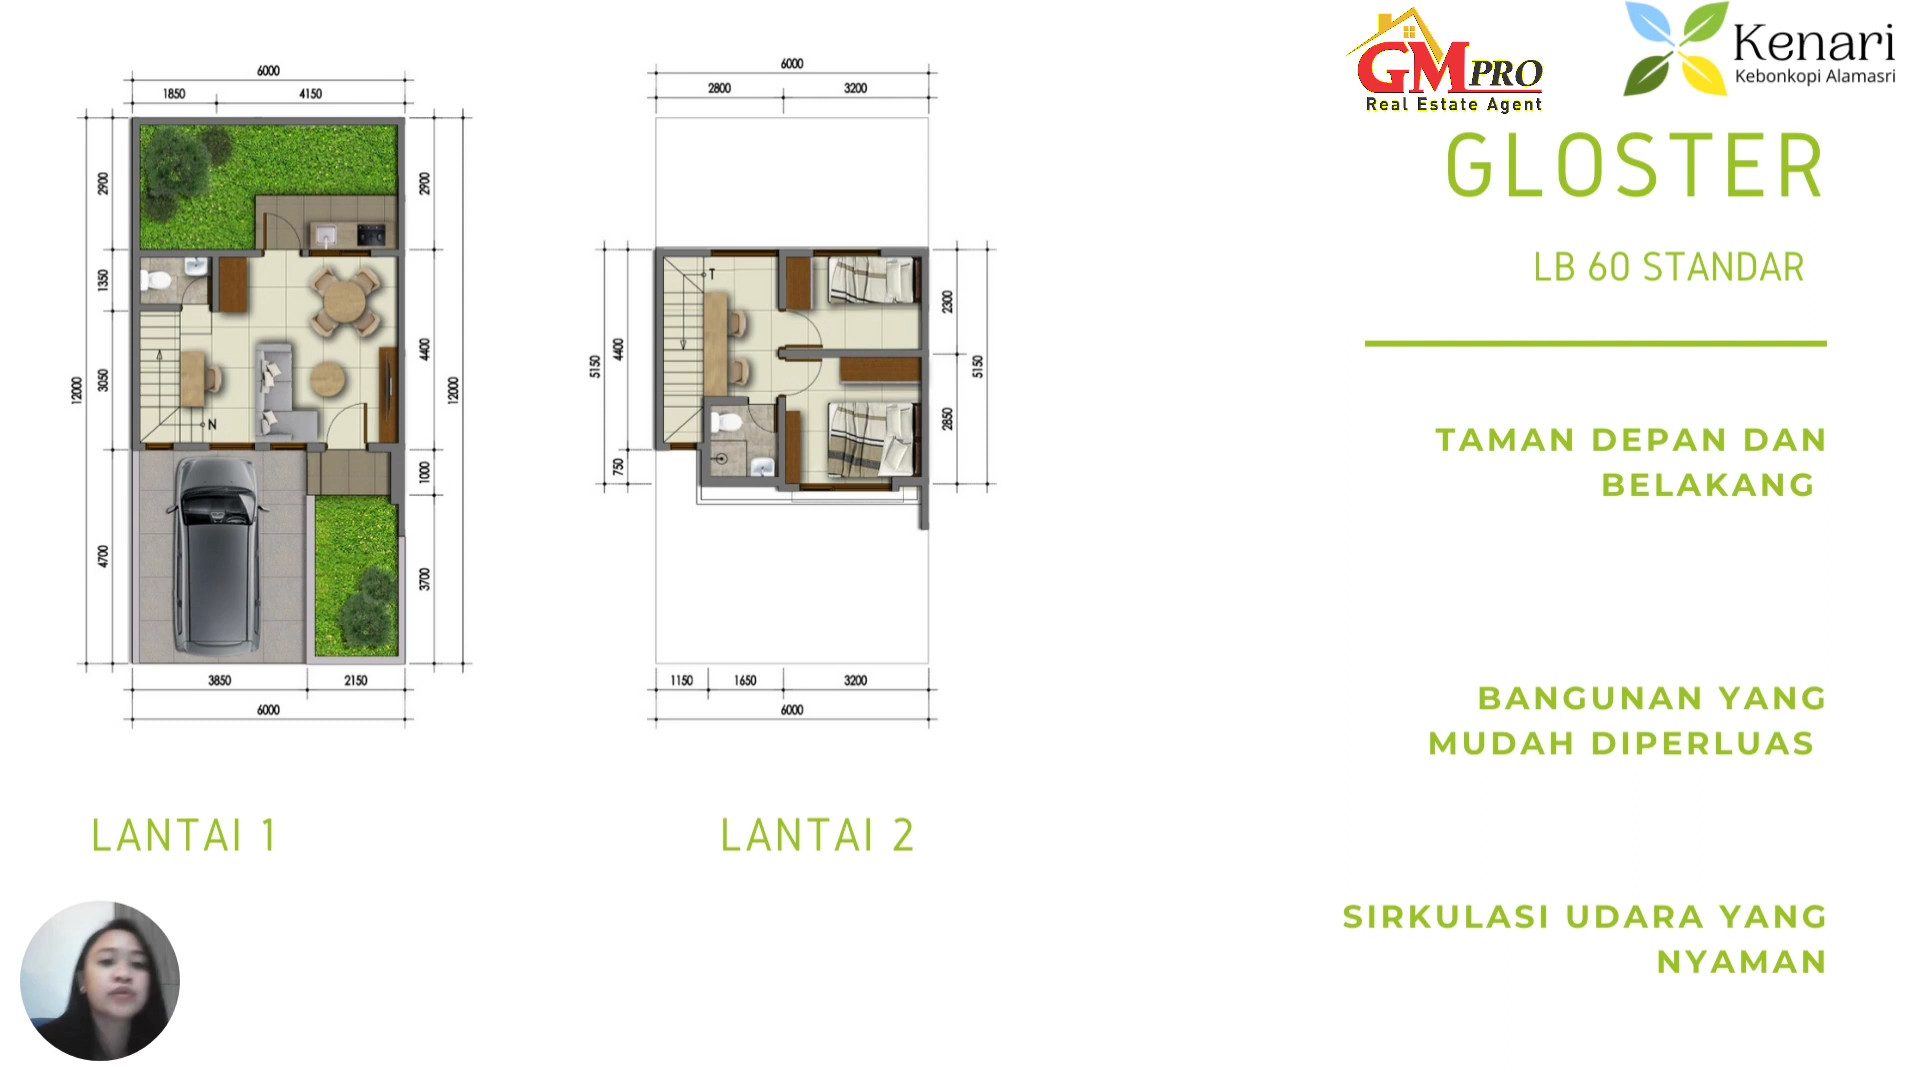 GMPRO
Real Estate Agent
Kenari
Kebonkopi Alamasri
GLOSTER
LB 60 STANDAR
TAMAN DEPAN DAN
BELAKANG
BANGUNAN YANG
MUDAH DIPERLUAS
SIRKULASI UDARA YANG
NYAMAN
6000
1850 4150
2900
1350
3050
12000
4700
2900
4400
12000
1000
3700
N
3850 2150
6000
LANTAI 1
6000
2800 3200
T
5150
4400
750
2300
5150
2850
1150 1650 3200
6000
LANTAI 2